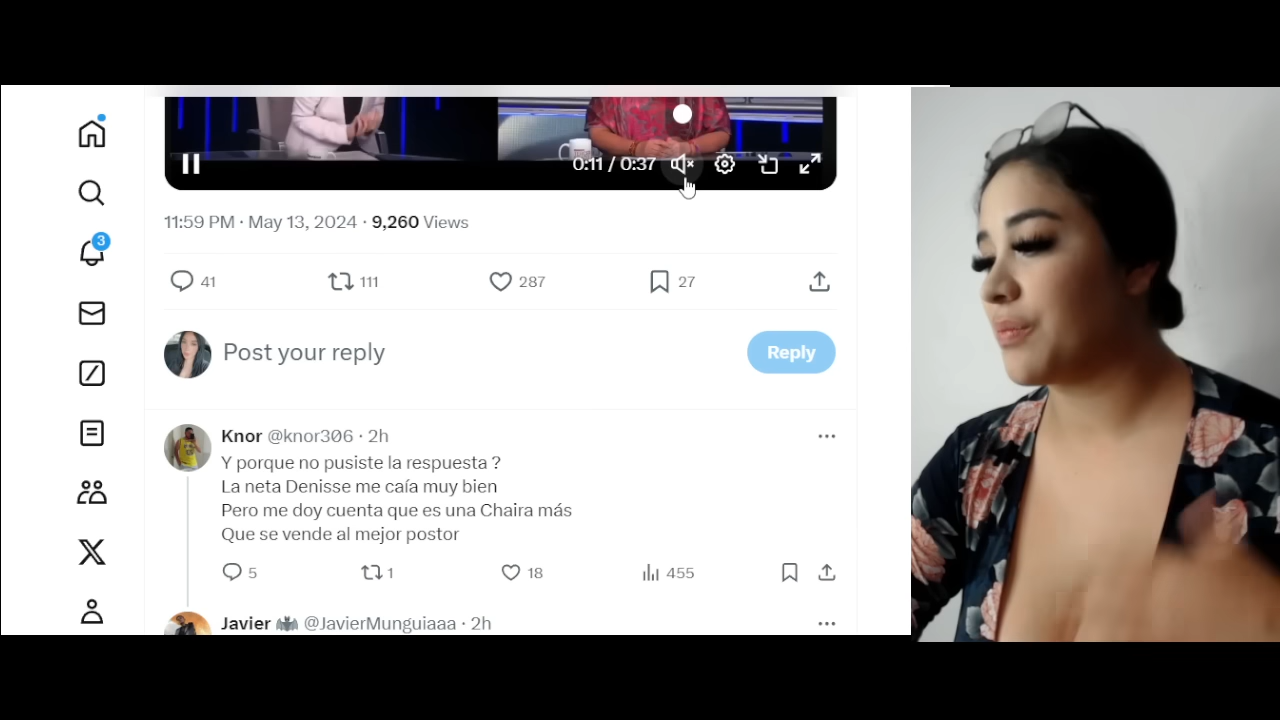 0:11 / 0:37
11:59 PM · May 13, 2024 · 9,260 Views
41 111 287 27
Post your reply
Reply
3
Knor @knor306 · 2h
Y porque no pusiste la respuesta ?
La neta Denisse me caía muy bien
Pero me doy cuenta que es una Chaira más
Que se vende al mejor postor
5 1 18 455
Javier @JavierMunguiaaa · 2h